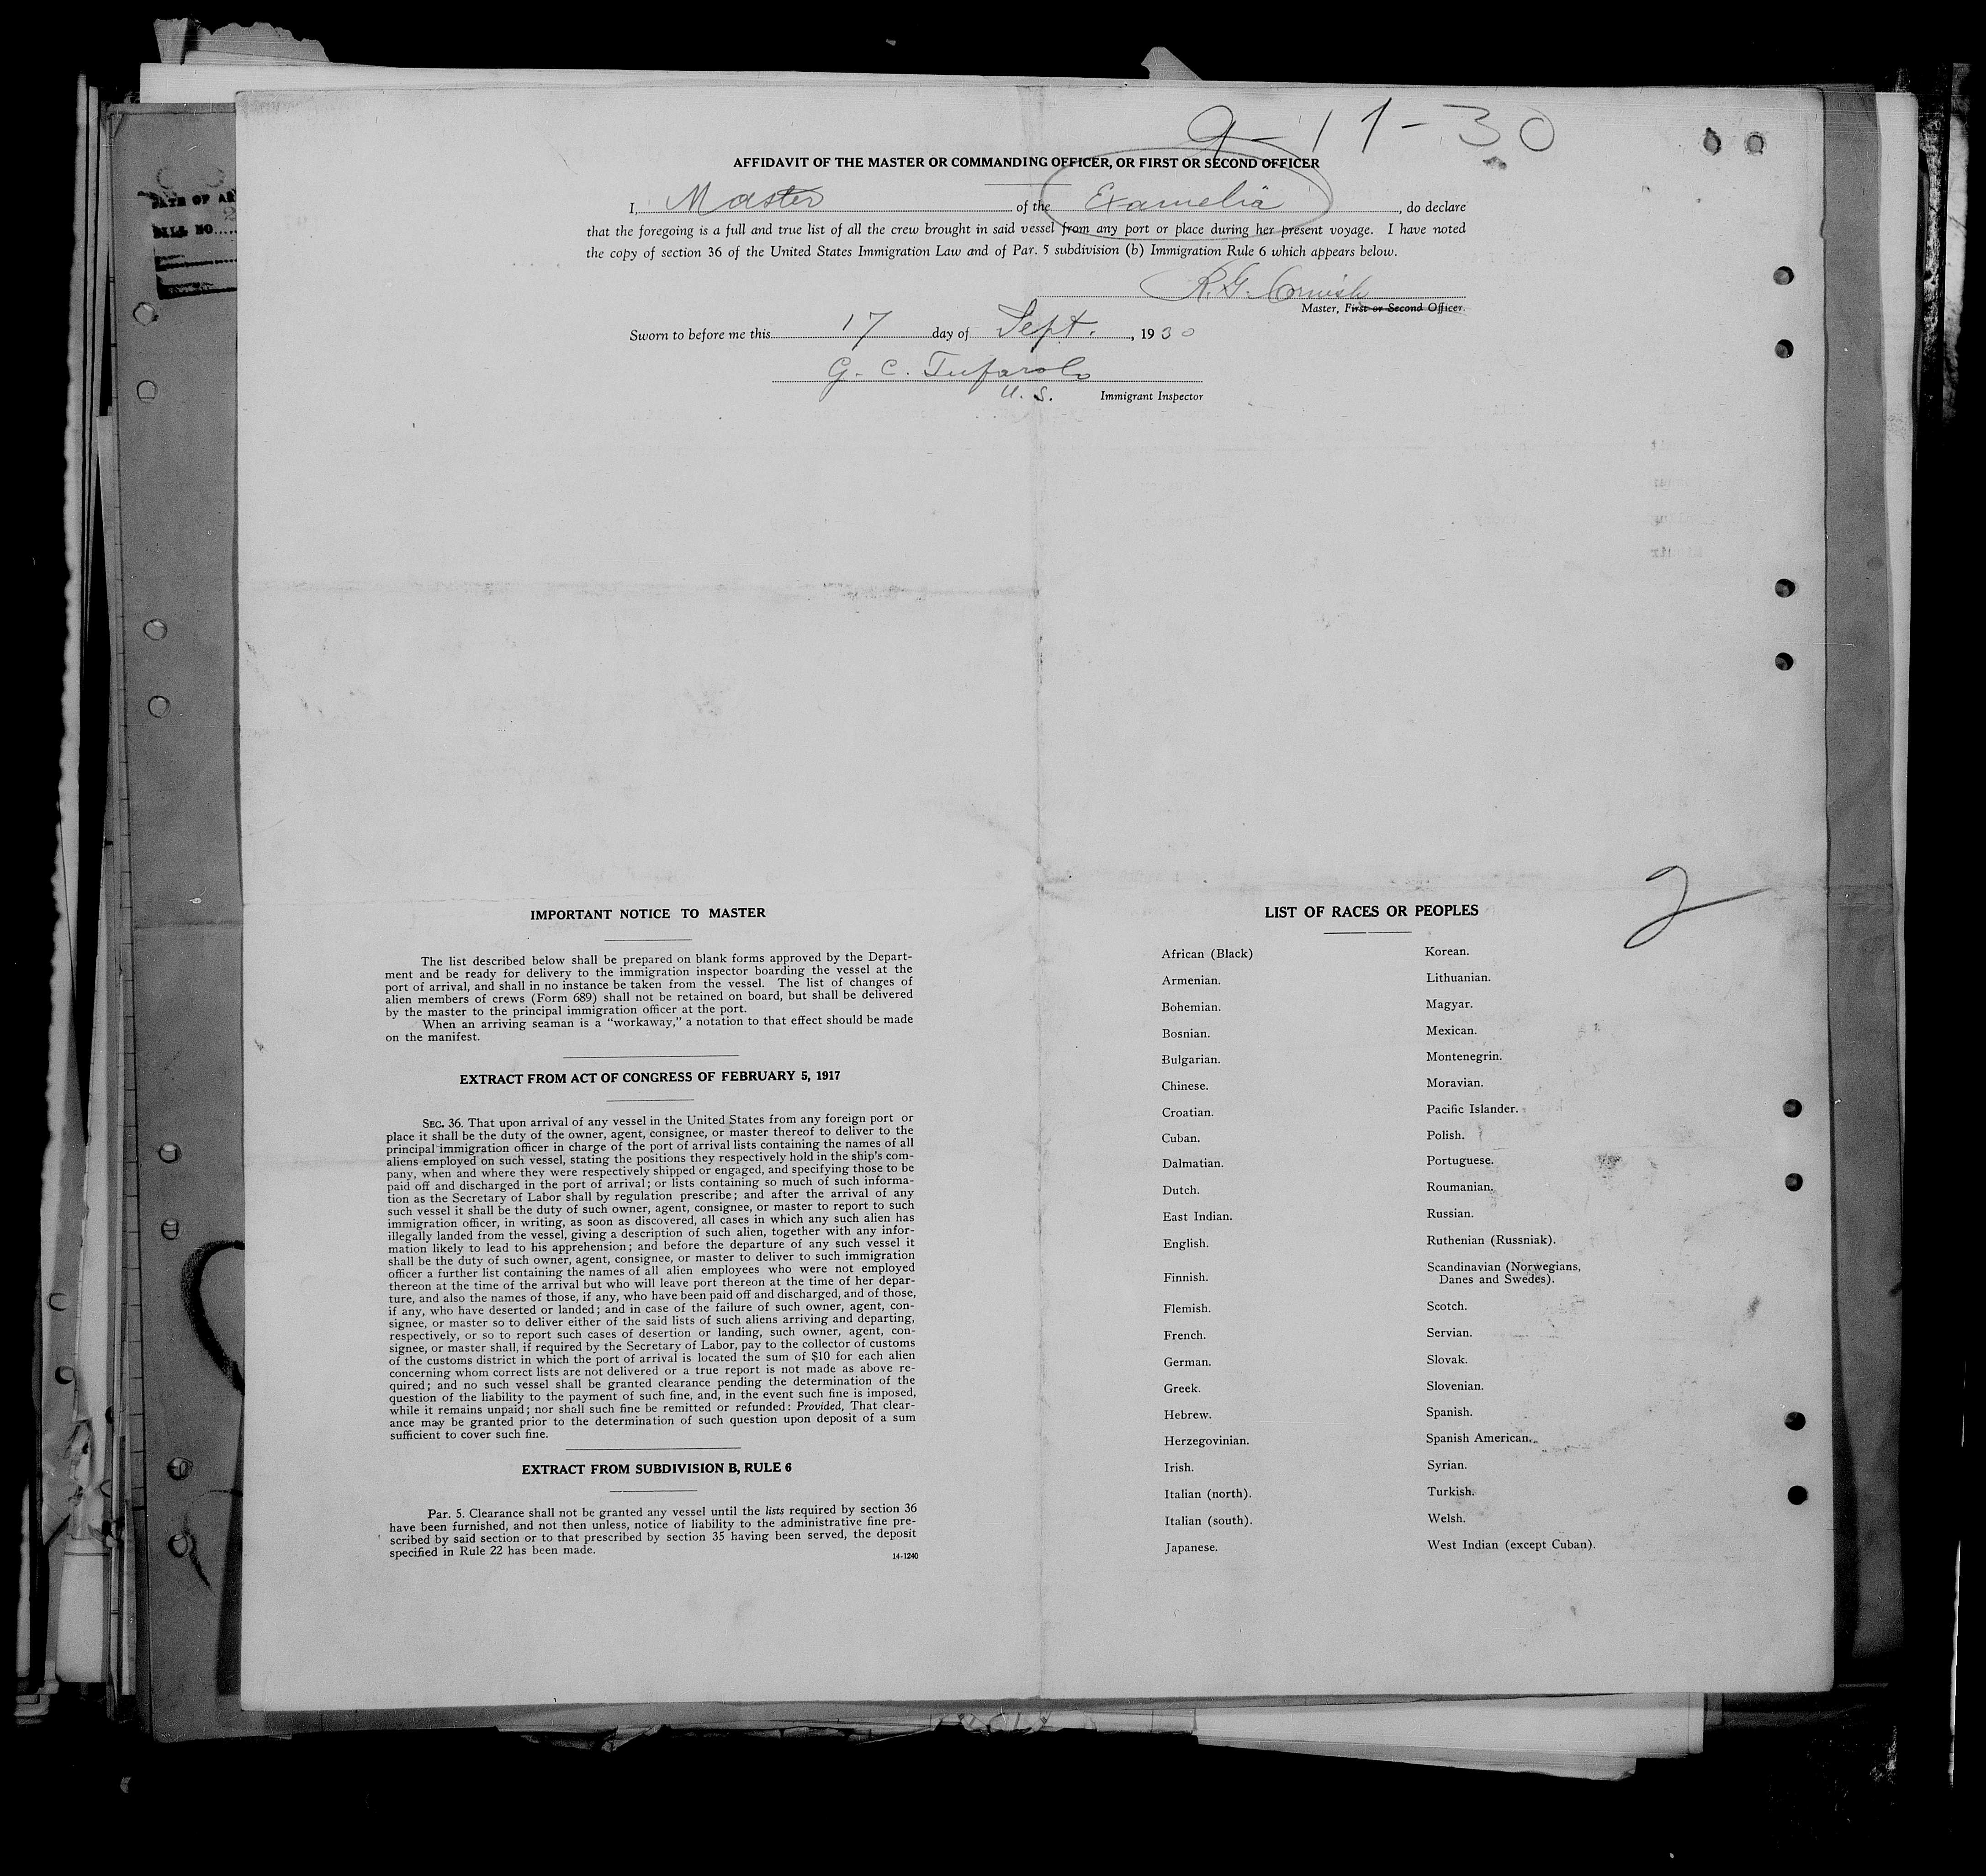 9-17-30
AFFIDAVIT OF THE MASTER OR COMMANDING OFFICER, OR FIRST OR SECOND OFFICER
I, Master of the Examelia, do declare
that the foregoing is a full and true list of all the crew brought in said vessel from any port or place during her present voyage. I have noted
the copy of section 36 of the United States Immigration Law and of Par. 5 subdivision (b) Immigration Rule 6 which appears below.
R. G. Cornish
Master, First or Second Officer.
Sworn to before me this 17 day of Sept., 1930
G. C. Tufarolo
U. S. Immigrant Inspector
BILL NO.
2
IMPORTANT NOTICE TO MASTER
The list described below shall be prepared on blank forms approved by the Depart-
ment and be ready for delivery to the immigration inspector boarding the vessel at the
port of arrival, and shall in no instance be taken from the vessel. The list of changes of
alien members of crews (Form 689) shall not be retained on board, but shall be delivered
by the master to the principal immigration officer at the port.
When an arriving seaman is a “workaway,” a notation to that effect should be made
on the manifest.
EXTRACT FROM ACT OF CONGRESS OF FEBRUARY 5, 1917
SEC. 36. That upon arrival of any vessel in the United States from any foreign port or
place it shall be the duty of the owner, agent, consignee, or master thereof to deliver to the
principal immigration officer in charge of the port of arrival lists containing the names of all
aliens employed on such vessel, stating the positions they respectively hold in the ship's com-
pany, when and where they were respectively shipped or engaged, and specifying those to be
paid off and discharged in the port of arrival; or lists containing so much of such informa-
tion as the Secretary of Labor shall by regulation prescribe; and after the arrival of any
such vessel it shall be the duty of such owner, agent, consignee, or master to report to such
immigration officer, in writing, as soon as discovered, all cases in which any such alien has
illegally landed from the vessel, giving a description of such alien, together with any infor-
mation likely to lead to his apprehension; and before the departure of any such vessel it
shall be the duty of such owner, agent, consignee, or master to deliver to such immigration
officer a further list containing the names of all alien employees who were not employed
thereon at the time of the arrival but who will leave port thereon at the time of her depar-
ture, and also the names of those, if any, who have been paid off and discharged, and of those,
if any, who have deserted or landed; and in case of the failure of such owner, agent, con-
signee, or master so to deliver either of the said lists of such aliens arriving and departing,
respectively, or so to report such cases of desertion or landing, such owner, agent, con-
signee, or master shall, if required by the Secretary of Labor, pay to the collector of customs
of the customs district in which the port of arrival is located the sum of $10 for each alien
concerning whom correct lists are not delivered or a true report is not made as above re-
quired; and no such vessel shall be granted clearance pending the determination of the
question of the liability to the payment of such fine, and, in the event such fine is imposed,
while it remains unpaid; nor shall such fine be remitted or refunded: Provided, That clear-
ance may be granted prior to the determination of such question upon deposit of a sum
sufficient to cover such fine.
EXTRACT FROM SUBDIVISION B, RULE 6
Par. 5. Clearance shall not be granted any vessel until the lists required by section 36
have been furnished, and not then unless, notice of liability to the administrative fine pre-
scribed by said section or to that prescribed by section 35 having been served, the deposit
specified in Rule 22 has been made.
14-1240
LIST OF RACES OR PEOPLES
African (Black)
Armenian.
Bohemian.
Bosnian.
Bulgarian.
Chinese.
Croatian.
Cuban.
Dalmatian.
Dutch.
East Indian.
English.
Finnish.
Flemish.
French.
German.
Greek.
Hebrew.
Herzegovinian.
Irish.
Italian (north).
Italian (south).
Japanese.
Korean.
Lithuanian.
Magyar.
Mexican.
Montenegrin.
Moravian.
Pacific Islander.
Polish.
Portuguese.
Roumanian.
Russian.
Ruthenian (Russniak).
Scandinavian (Norwegians,
Danes and Swedes).
Scotch.
Servian.
Slovak.
Slovenian.
Spanish.
Spanish American.
Syrian.
Turkish.
Welsh.
West Indian (except Cuban).